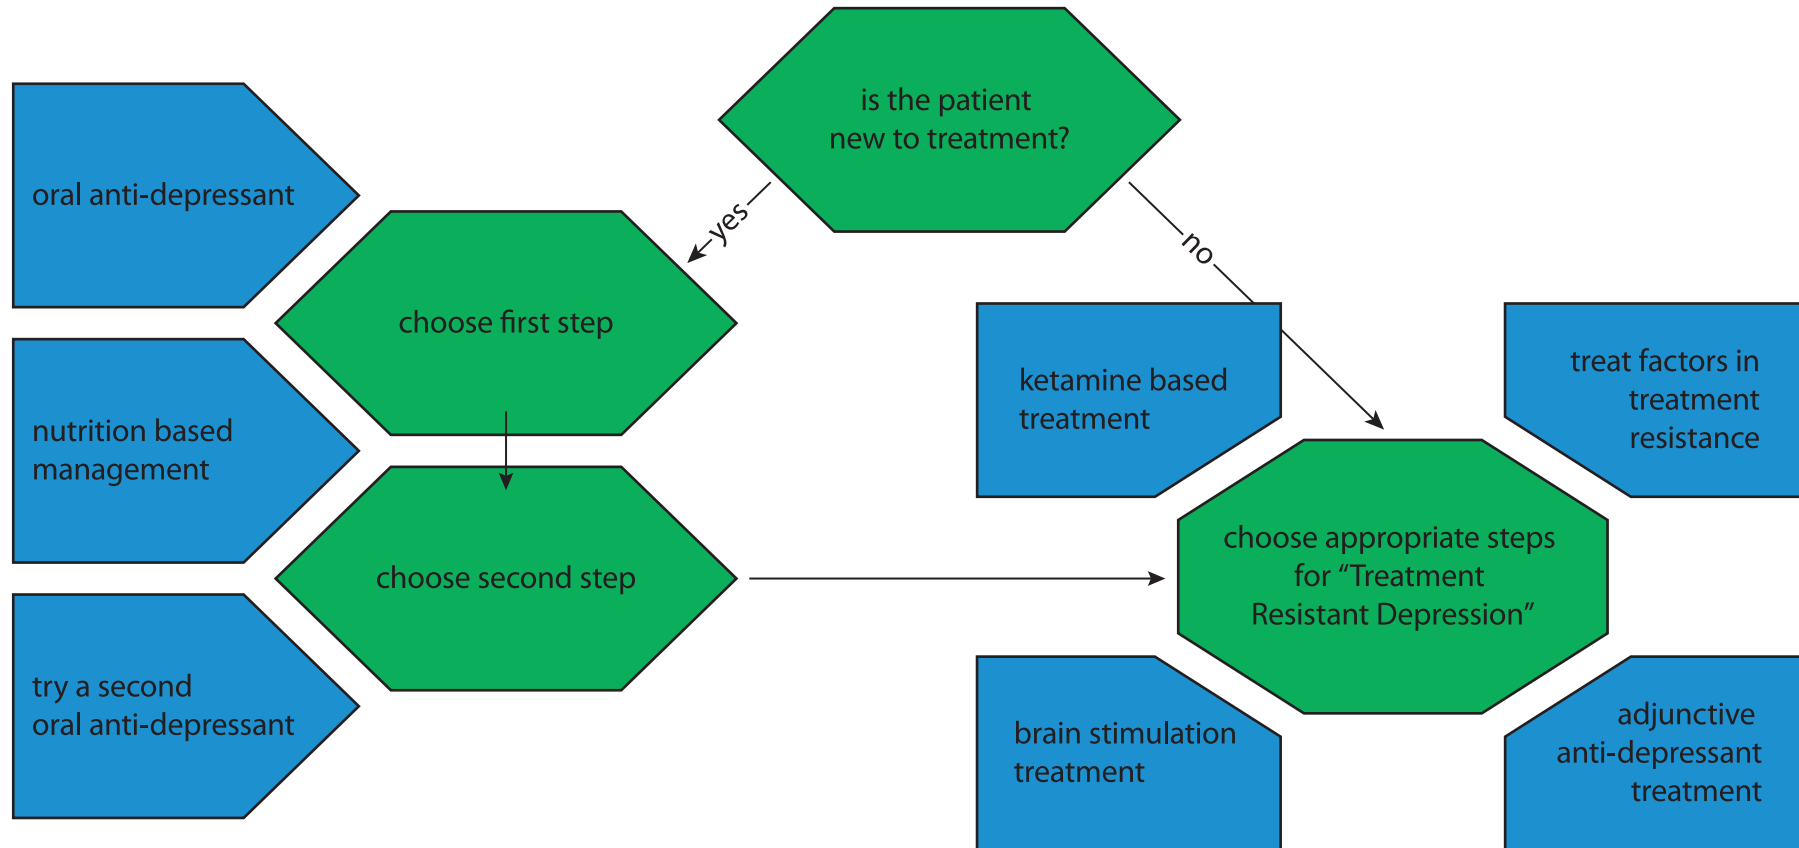 is the patient
new to treatment?
yes
no
oral anti-depressant
choose first step
nutrition based
management
choose second step
try a second
oral anti-depressant
ketamine based
treatment
treat factors in
treatment
resistance
choose appropriate steps
for “Treatment
Resistant Depression”
brain stimulation
treatment
adjunctive
anti-depressant
treatment